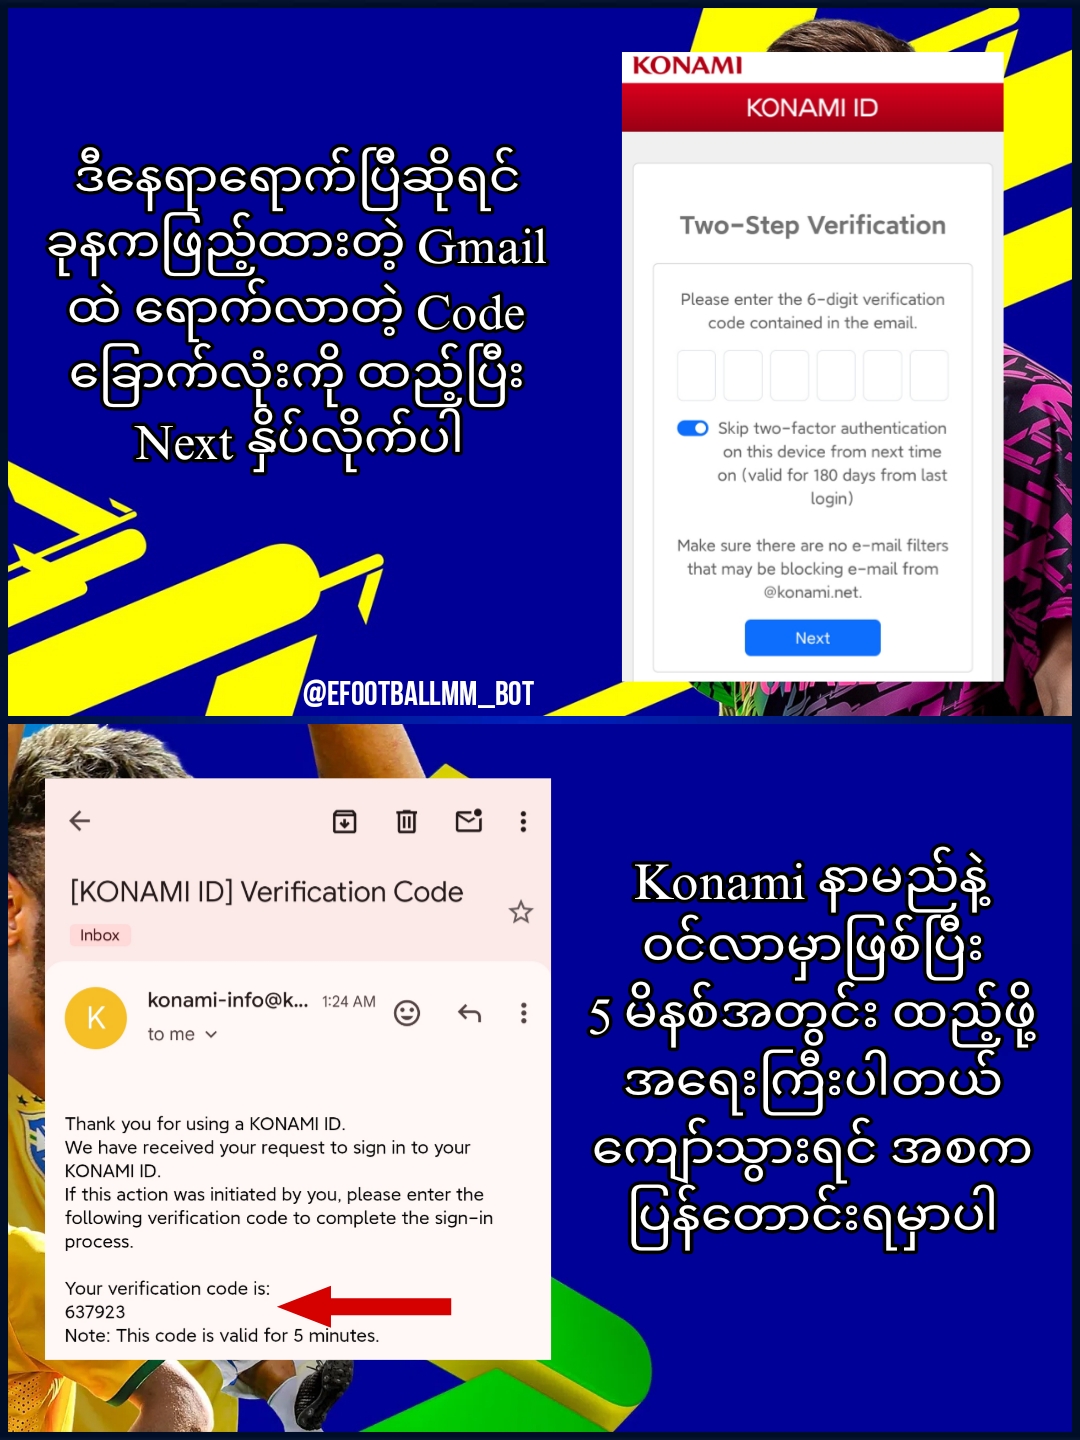 ဒီနေရာရောက်ပြီဆိုရင်
ခုနကဖြည့်ထားတဲ့ Gmail
ထဲ ရောက်လာတဲ့ Code
ခြောက်လုံးကို ထည့်ပြီး
Next နှိပ်လိုက်ပါ
KONAMI
KONAMI ID
Two-Step Verification
Please enter the 6-digit verification
code contained in the email.
Skip two-factor authentication
on this device from next time
on (valid for 180 days from last
login)
Make sure there are no e-mail filters
that may be blocking e-mail from
@konami.net.
Next
@EFOOTBALLMM_BOT
[KONAMI ID] Verification Code
Inbox
K
konami-info@k... 1:24 AM
to me
Thank you for using a KONAMI ID.
We have received your request to sign in to your
KONAMI ID.
If this action was initiated by you, please enter the
following verification code to complete the sign-in
process.
Your verification code is:
637923
Note: This code is valid for 5 minutes.
Konami နာမည်နဲ့
ဝင်လာမှာဖြစ်ပြီး
5 မိနစ်အတွင်း ထည့်ဖို့
အရေးကြီးပါတယ်
ကျော်သွားရင် အစက
ပြန်တောင်းရမှာပါ